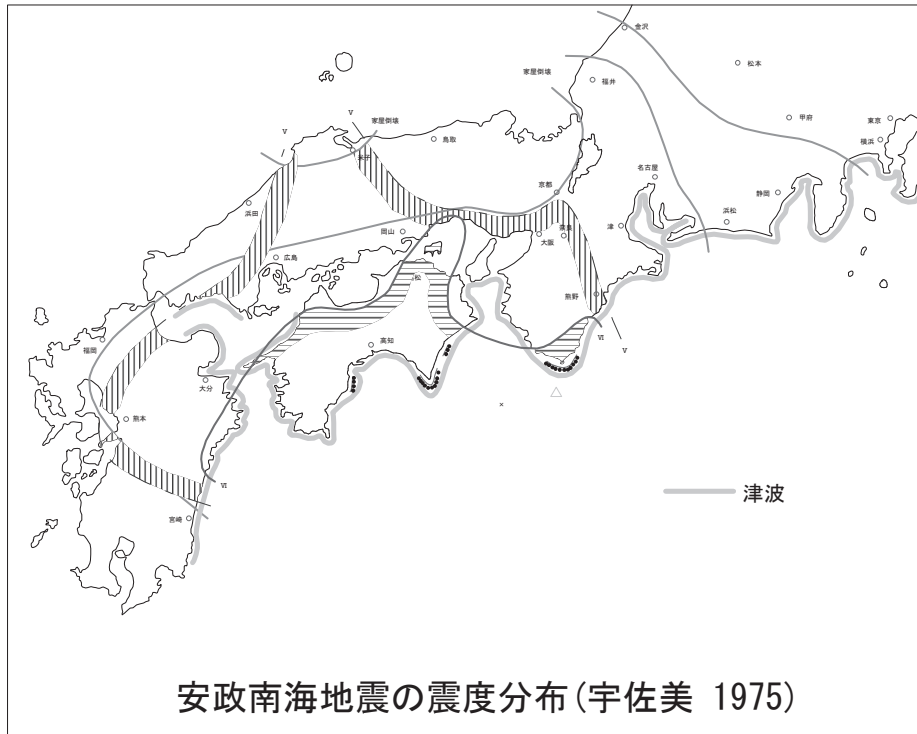 金沢
松本
家屋倒壊
福井
V
V
家屋倒壊
甲府
東京
横浜
鳥取
米子
名古屋
京都
静岡
浜田
浜松
岡山
津
奈良
大阪
広島
松
熊野
VI
V
高知
福岡
大分
熊本
×
VI
宮崎
津波
安政南海地震の震度分布(宇佐美 1975)